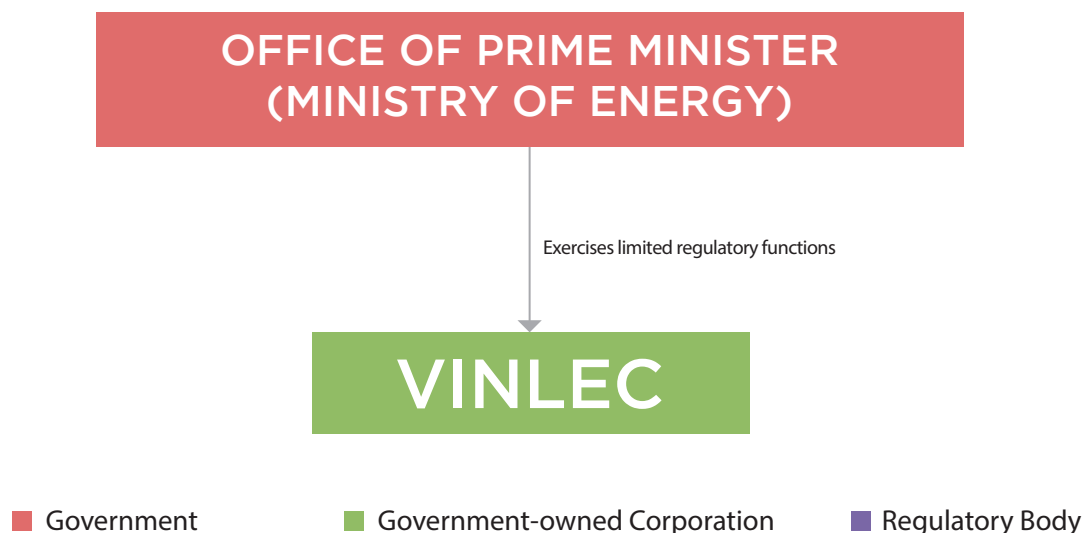 OFFICE OF PRIME MINISTER
(MINISTRY OF ENERGY)
Exercises limited regulatory functions
VINLEC
Government
Government-owned Corporation
Regulatory Body